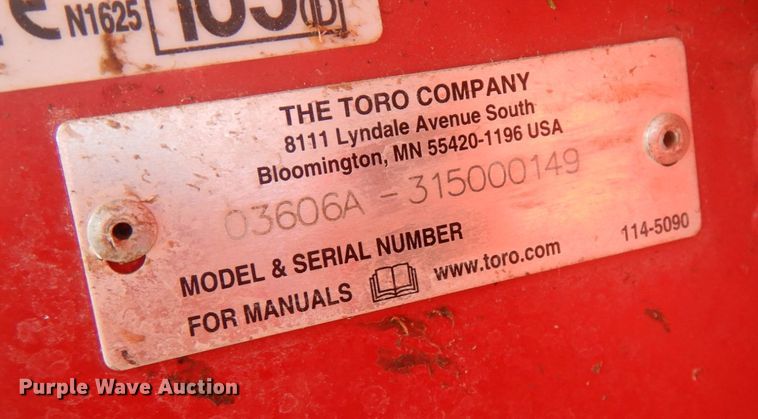 N1625
105
THE TORO COMPANY
8111 Lyndale Avenue South
Bloomington, MN 55420-1196 USA
03606A - 315000149
MODEL & SERIAL NUMBER
FOR MANUALS www.toro.com
114-5090
Purple Wave Auction